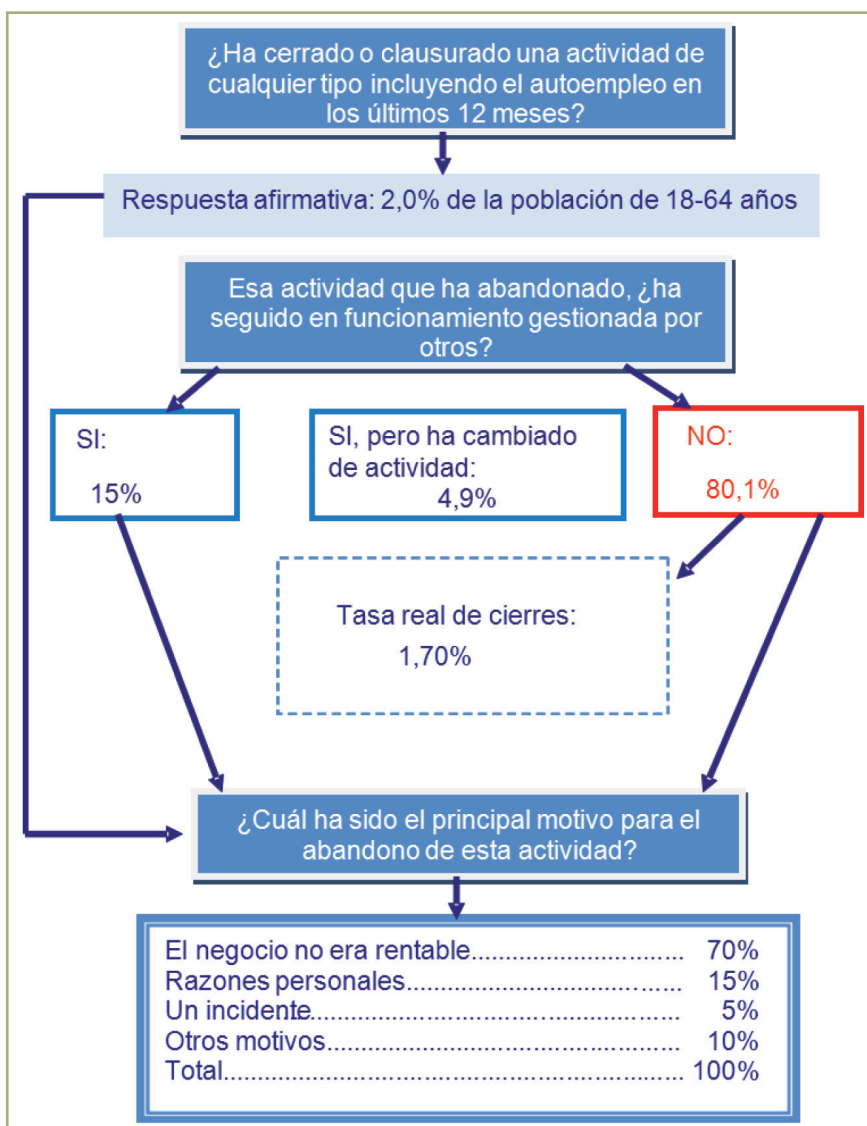 ¿Ha cerrado o clausurado una actividad de
cualquier tipo incluyendo el autoempleo en
los últimos 12 meses?
Respuesta afirmativa: 2,0% de la población de 18-64 años
Esa actividad que ha abandonado, ¿ha
seguido en funcionamiento gestionada por
otros?
SI:
15%
SI, pero ha cambiado
de actividad:
4,9%
NO:
80,1%
Tasa real de cierres:
1,70%
¿Cuál ha sido el principal motivo para el
abandono de esta actividad?
El negocio no era rentable............................... 70%
Razones personales........................................ 15%
Un incidente..................................................... 5%
Otros motivos................................................... 10%
Total................................................................. 100%